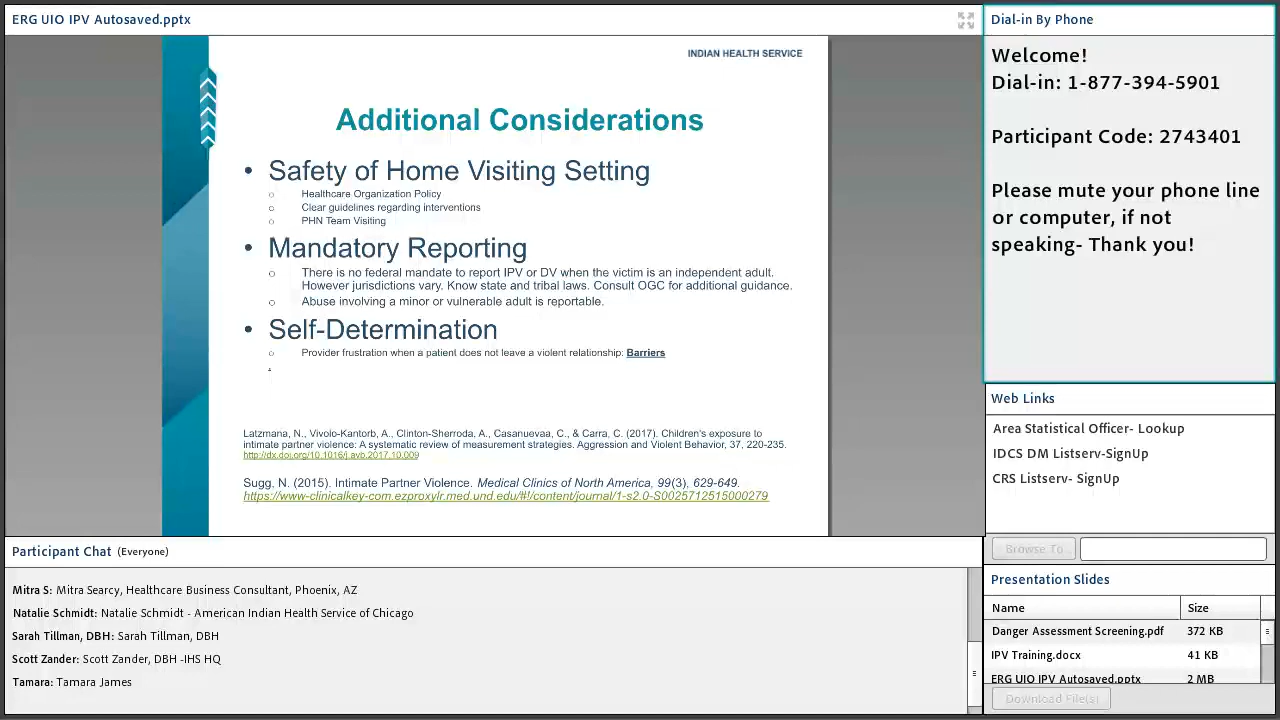 ERG UIO IPV Autosaved.pptx
INDIAN HEALTH SERVICE
Additional Considerations
• Safety of Home Visiting Setting
o Healthcare Organization Policy
o Clear guidelines regarding interventions
o PHN Team Visiting
• Mandatory Reporting
o There is no federal mandate to report IPV or DV when the victim is an independent adult.
However jurisdictions vary. Know state and tribal laws. Consult OGC for additional guidance.
o Abuse involving a minor or vulnerable adult is reportable.
• Self-Determination
o Provider frustration when a patient does not leave a violent relationship: Barriers
.
Latzmana, N., Vivolo-Kantorb, A., Clinton-Sherroda, A., Casanuevaa, C., & Carra, C. (2017). Children's exposure to
intimate partner violence: A systematic review of measurement strategies. Aggression and Violent Behavior, 37, 220-235.
http://dx.doi.org/10.1016/j.avb.2017.10.009
Sugg, N. (2015). Intimate Partner Violence. Medical Clinics of North America, 99(3), 629-649.
https://www-clinicalkey-com.ezproxylr.med.und.edu/#!/content/journal/1-s2.0-S0025712515000279
Participant Chat (Everyone)
Mitra S: Mitra Searcy, Healthcare Business Consultant, Phoenix, AZ
Natalie Schmidt: Natalie Schmidt - American Indian Health Service of Chicago
Sarah Tillman, DBH: Sarah Tillman, DBH
Scott Zander: Scott Zander, DBH -IHS HQ
Tamara: Tamara James
Dial-in By Phone
Welcome!
Dial-in: 1-877-394-5901
Participant Code: 2743401
Please mute your phone line
or computer, if not
speaking- Thank you!
Web Links
Area Statistical Officer- Lookup
IDCS DM Listserv-SignUp
CRS Listserv- SignUp
Browse To
Presentation Slides
Name Size
Danger Assessment Screening.pdf 372 KB
IPV Training.docx 41 KB
ERG UIO IPV Autosaved.pptx 2 MB
Download File(s)